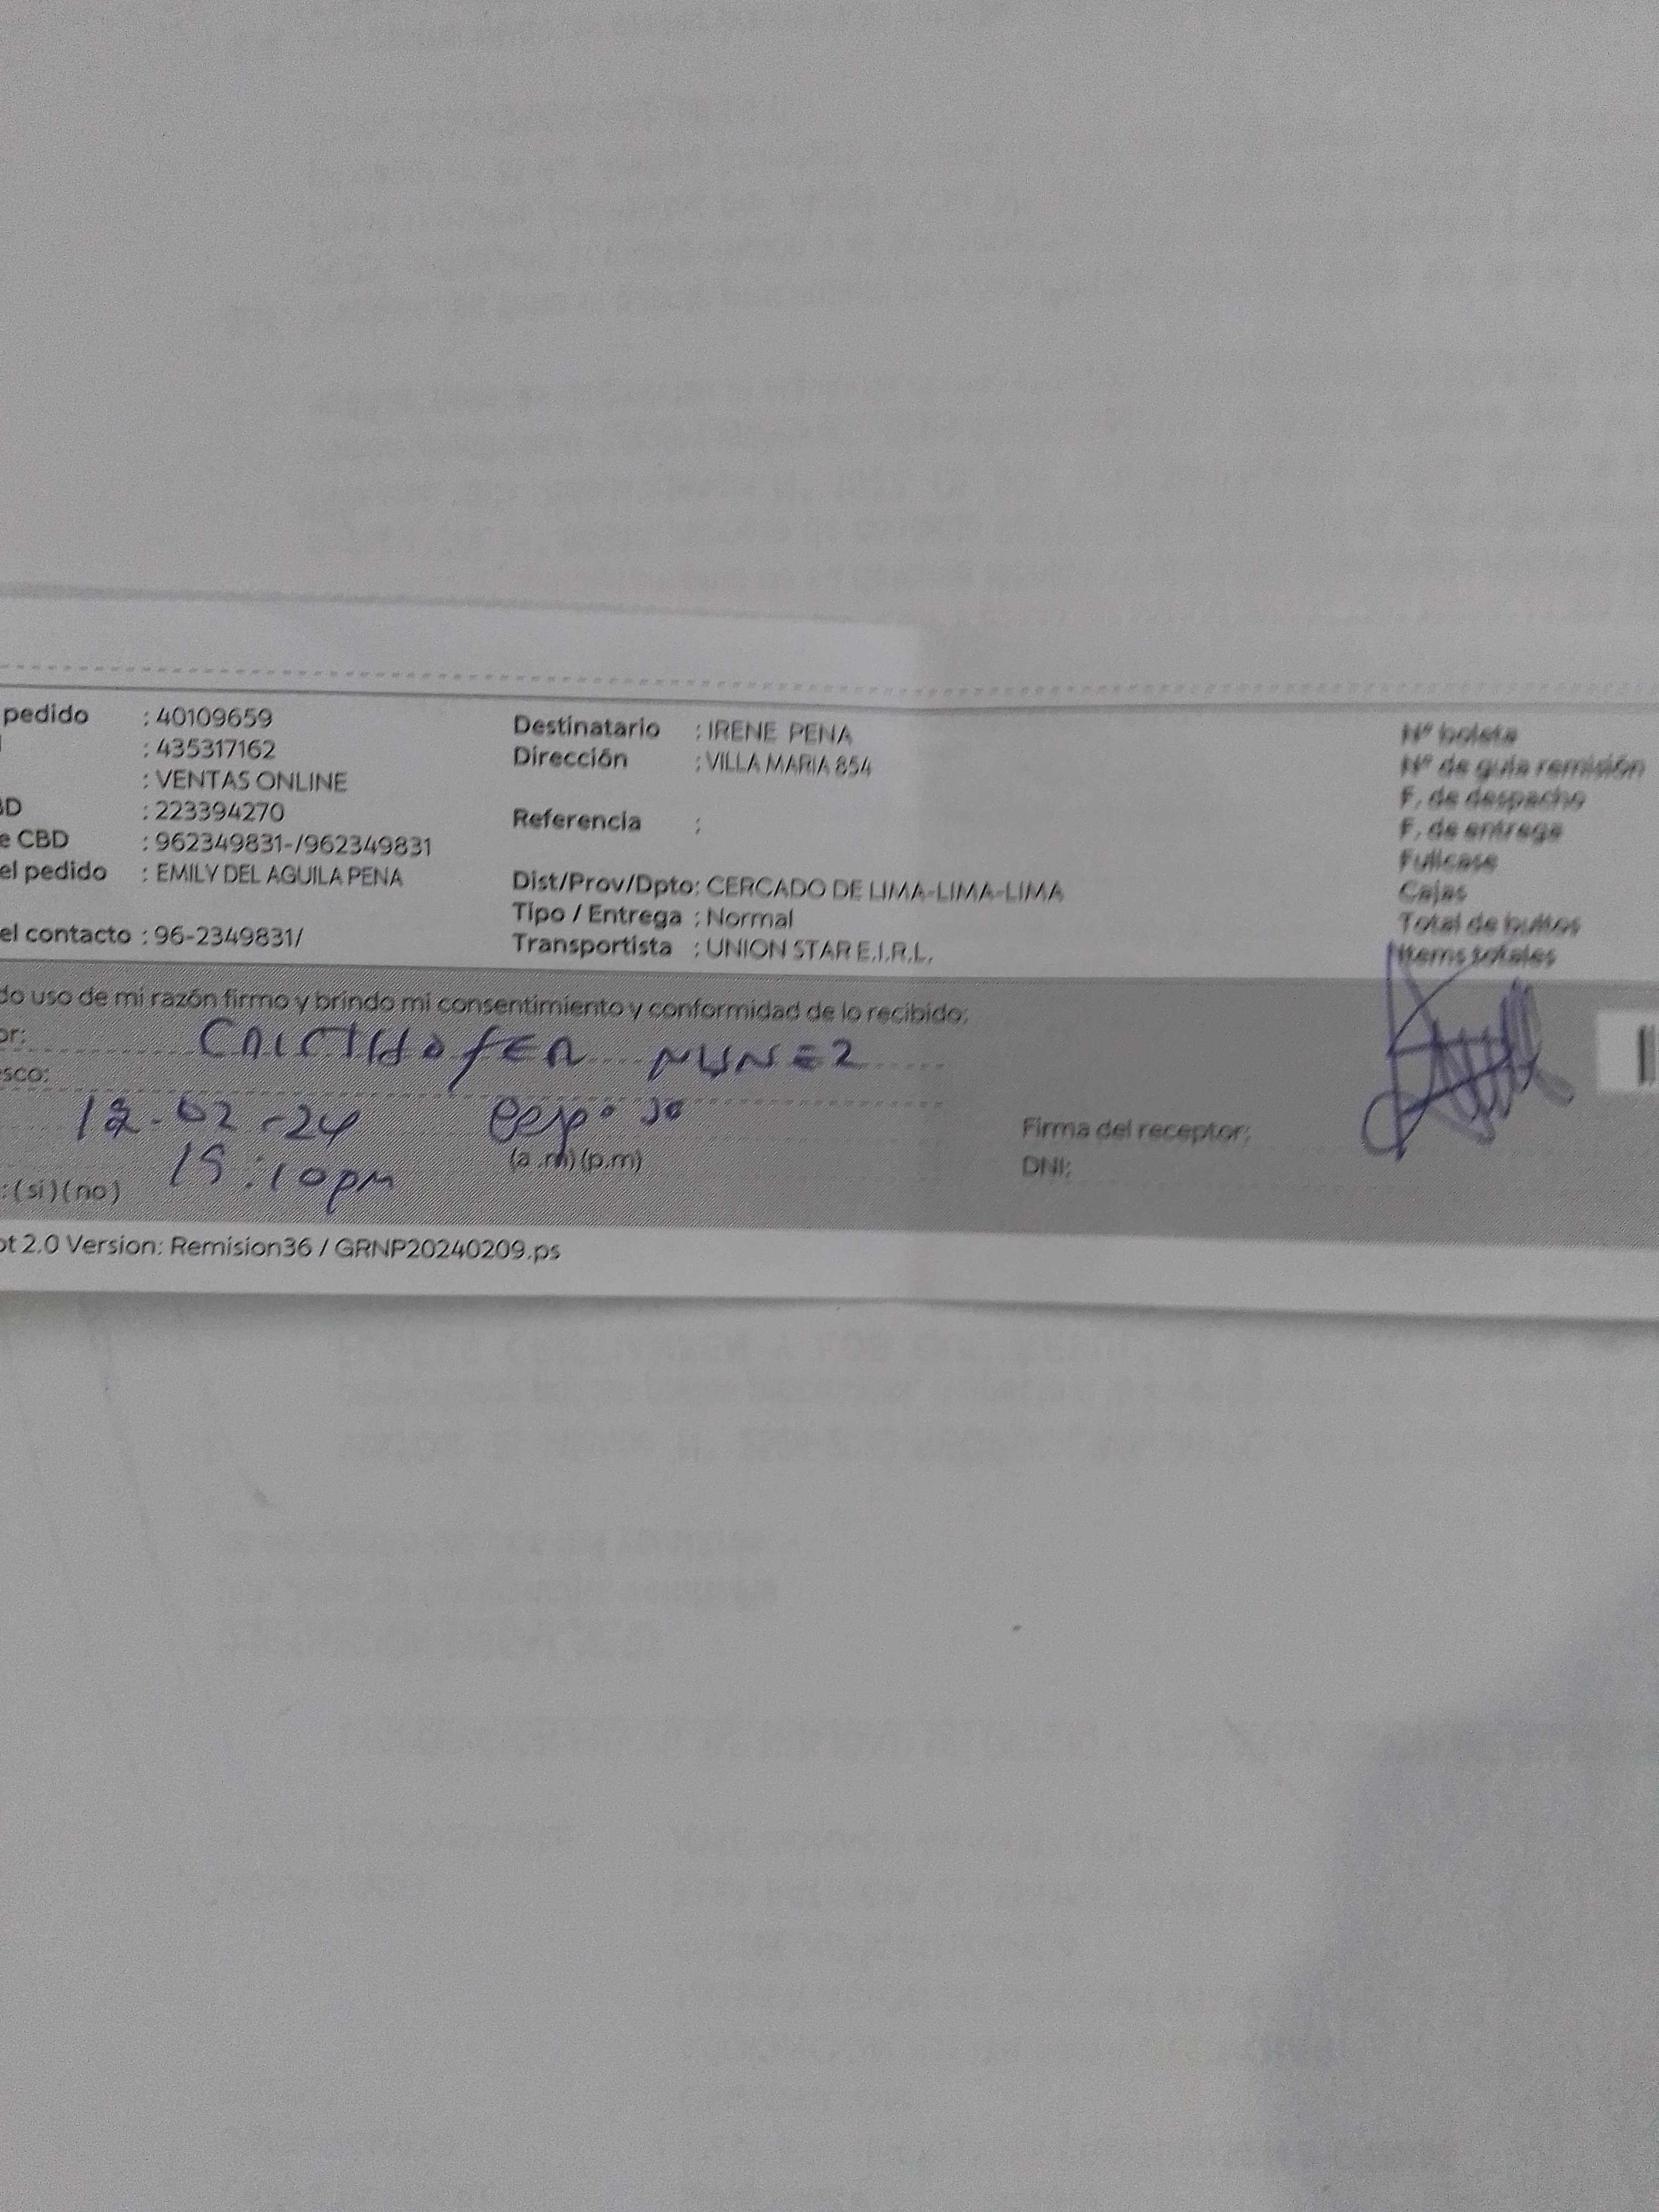 pedido : 40109659
: 435317162
: VENTAS ONLINE
BD : 223394270
e CBD : 962349831-/962349831
el pedido : EMILY DEL AGUILA PENA
el contacto : 96-2349831/
Destinatario : IRENE PENA
Dirección : VILLA MARIA 854
Referencia :
Dist/Prov/Dpto: CERCADO DE LIMA-LIMA-LIMA
Tipo / Entrega : Normal
Transportista : UNION STAR E.I.R.L.
Nº boleta
Nº de guia remisión
F. de despacho
F. de entrega
Fullcase
Cajas
Total de bultos
Items totales
do uso de mi razón firmo y brindo mi consentimiento y conformidad de lo recibido:
or: NUNEZ
sco:
12-02-24
15:10pm (a.m) (p.m)
: (si) (no)
Firma del receptor:
DNI:
pt 2.0 Version: Remision36 / GRNP20240209.ps